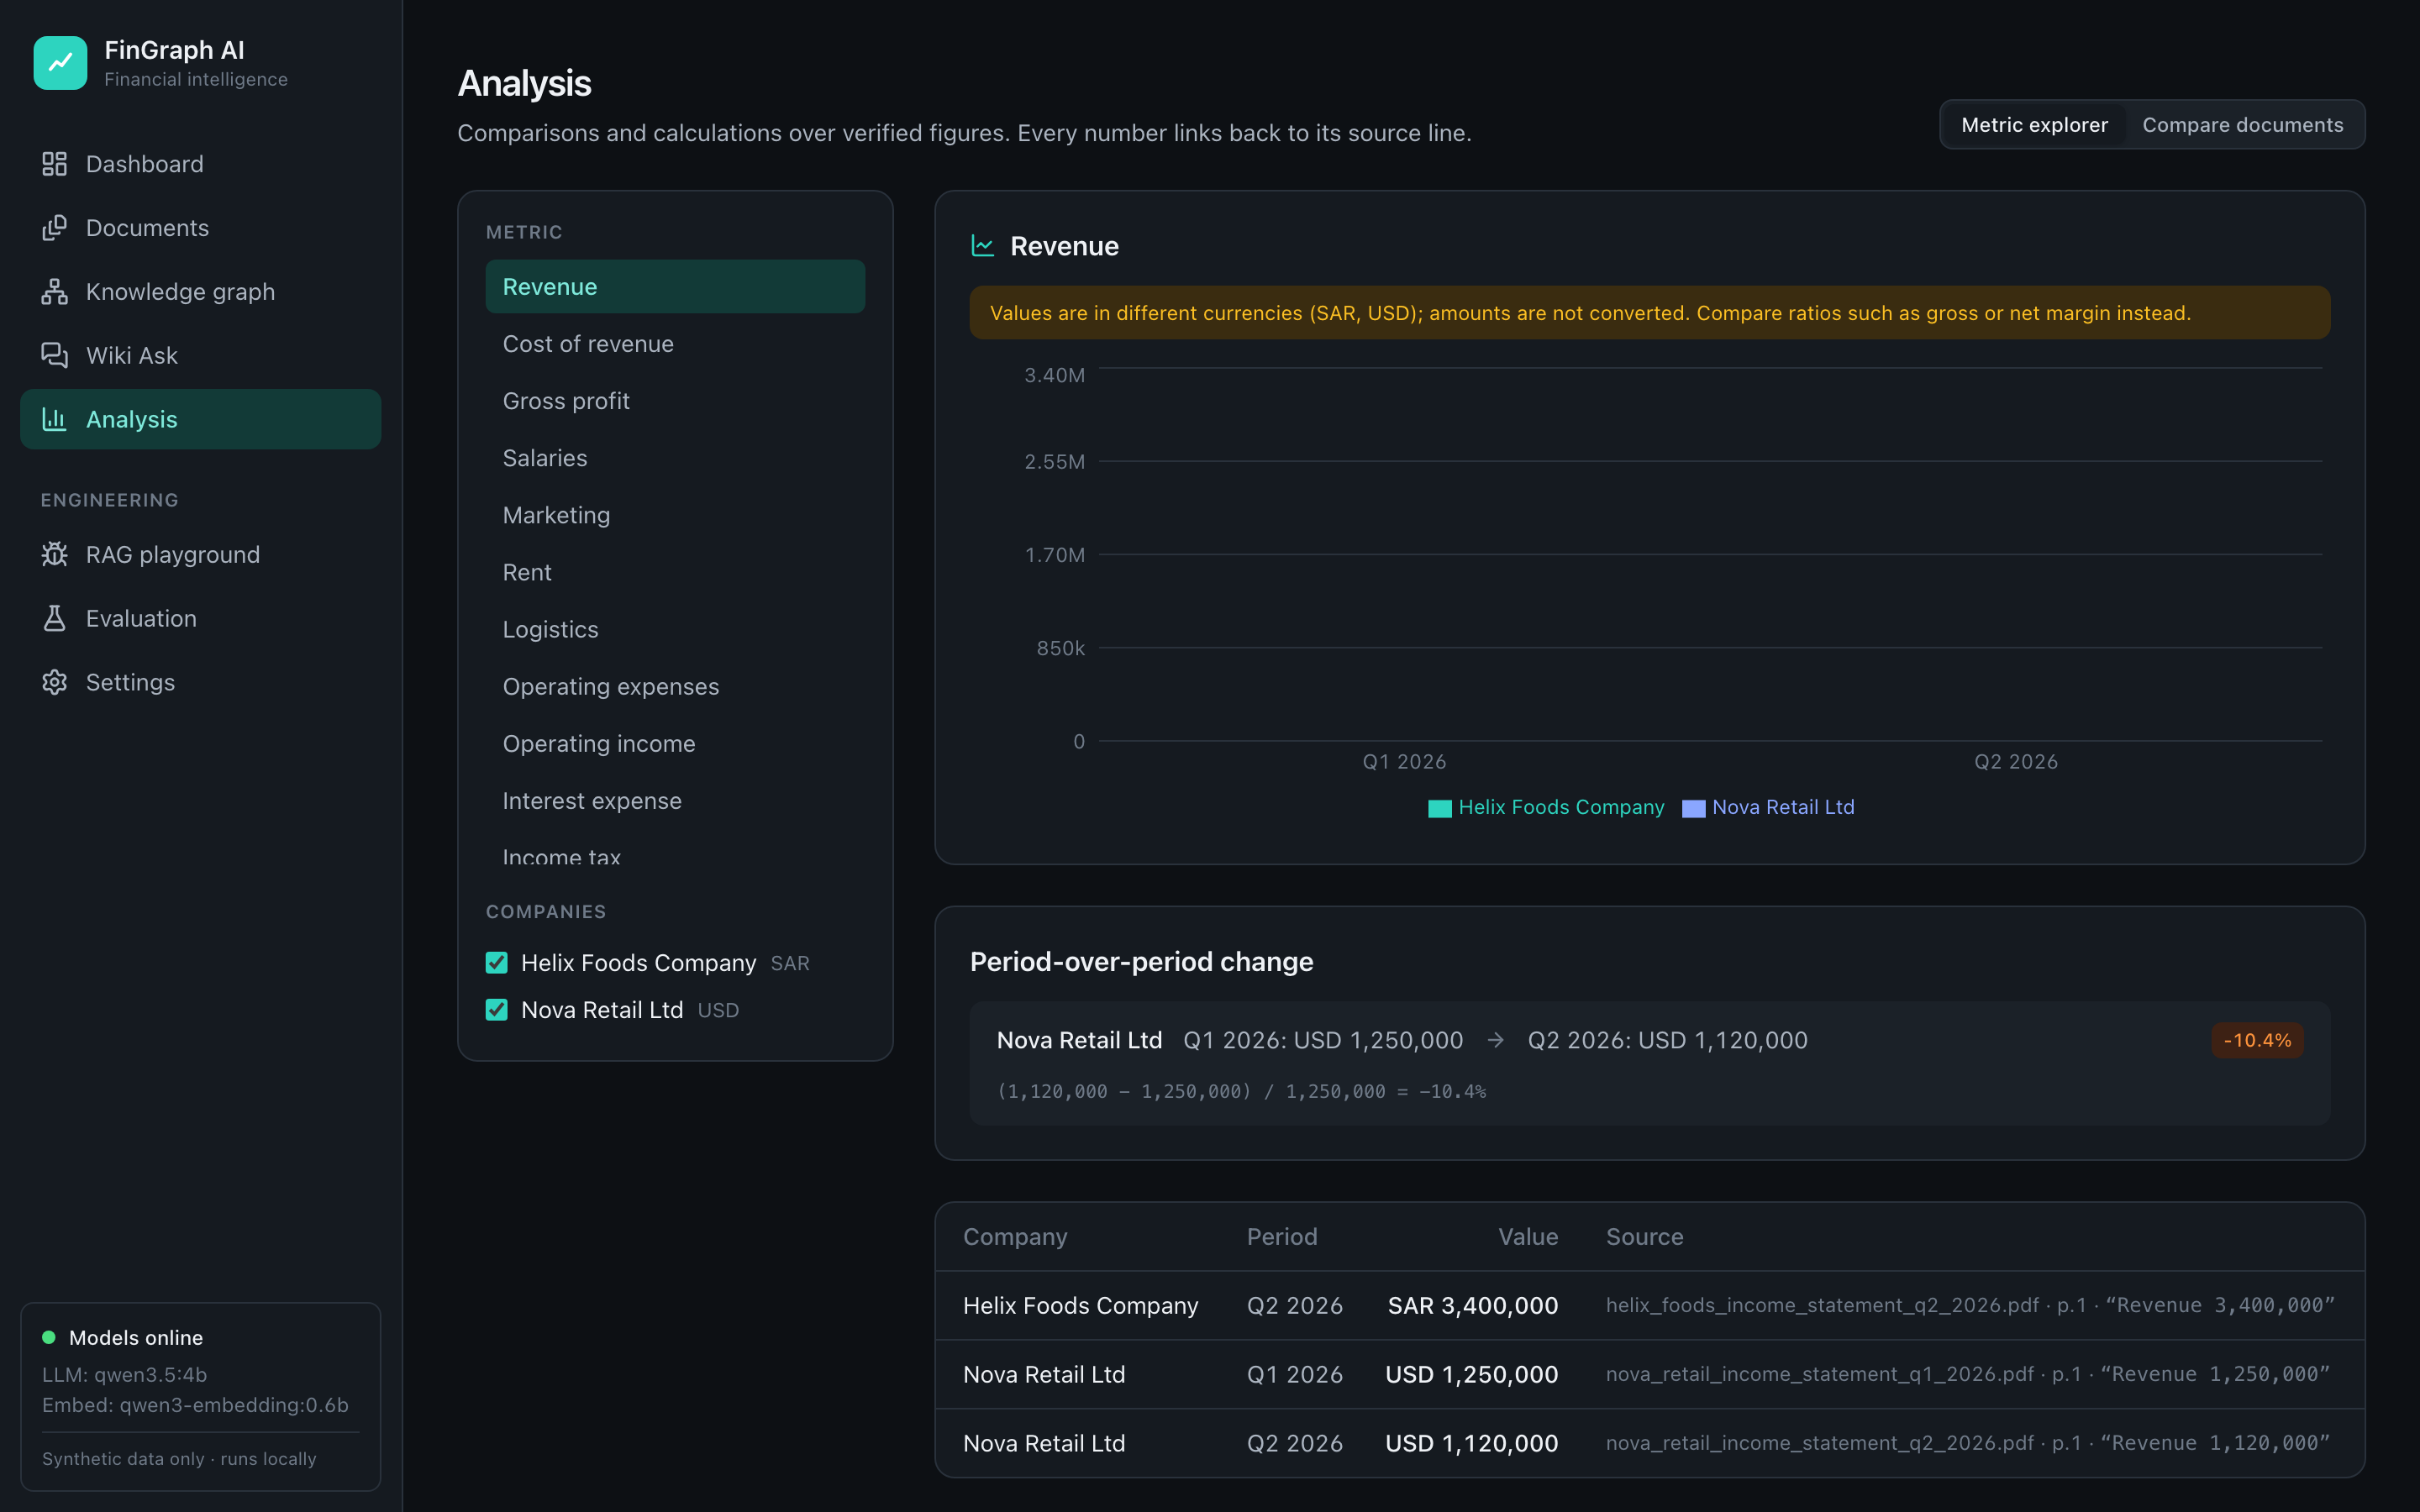 FinGraph AI
Financial intelligence
Dashboard
Documents
Knowledge graph
Wiki Ask
Analysis
ENGINEERING
RAG playground
Evaluation
Settings
Models online
LLM: qwen3.5:4b
Embed: qwen3-embedding:0.6b
Synthetic data only · runs locally
Analysis
Comparisons and calculations over verified figures. Every number links back to its source line.
Metric explorer
Compare documents
METRIC
Revenue
Cost of revenue
Gross profit
Salaries
Marketing
Rent
Logistics
Operating expenses
Operating income
Interest expense
Income tax
COMPANIES
Helix Foods Company SAR
Nova Retail Ltd USD
Revenue
Values are in different currencies (SAR, USD); amounts are not converted. Compare ratios such as gross or net margin instead.
3.40M
2.55M
1.70M
850k
0
Q1 2026 Q2 2026
Helix Foods Company Nova Retail Ltd
Period-over-period change
Nova Retail Ltd Q1 2026: USD 1,250,000 → Q2 2026: USD 1,120,000 -10.4%
(1,120,000 − 1,250,000) / 1,250,000 = −10.4%
Company Period Value Source
Helix Foods Company Q2 2026 SAR 3,400,000 helix_foods_income_statement_q2_2026.pdf · p.1 · “Revenue 3,400,000”
Nova Retail Ltd Q1 2026 USD 1,250,000 nova_retail_income_statement_q1_2026.pdf · p.1 · “Revenue 1,250,000”
Nova Retail Ltd Q2 2026 USD 1,120,000 nova_retail_income_statement_q2_2026.pdf · p.1 · “Revenue 1,120,000”